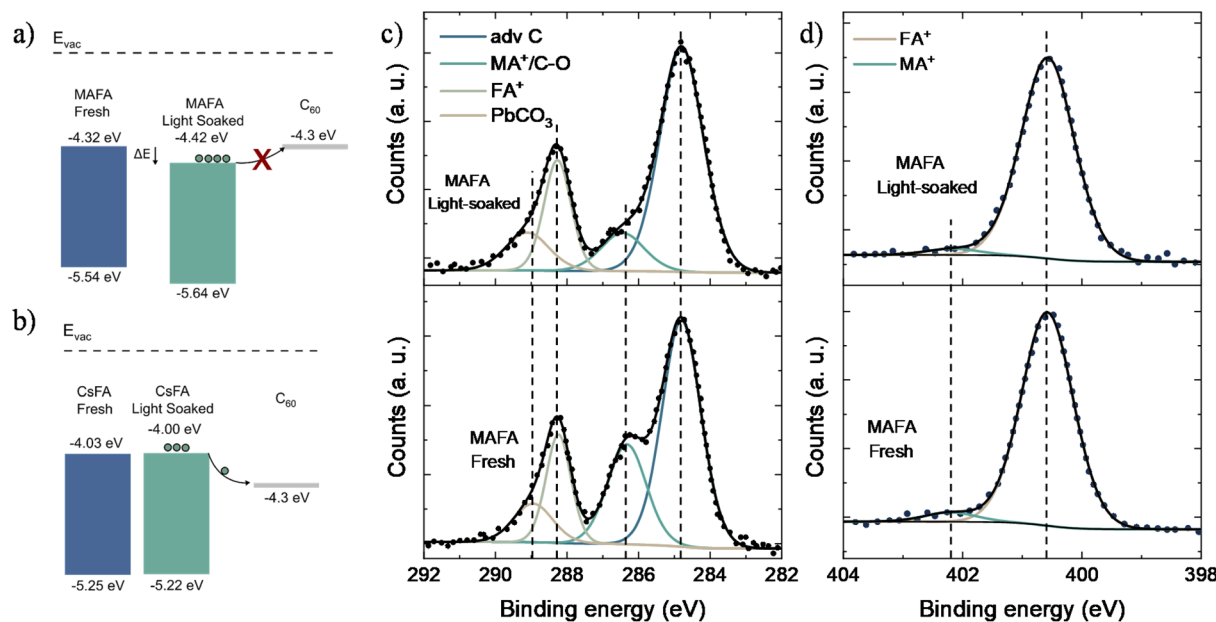 a)
E_vac
MAFA
Fresh
-4.32 eV
-5.54 eV
ΔE
MAFA
Light Soaked
-4.42 eV
-5.64 eV
X
C₆₀
-4.3 eV
b)
E_vac
CsFA
Fresh
-4.03 eV
-5.25 eV
CsFA
Light Soaked
-4.00 eV
-5.22 eV
C₆₀
-4.3 eV
c)
adv C
MA⁺/C-O
FA⁺
PbCO₃
MAFA
Light-soaked
Counts (a. u.)
MAFA
Fresh
Counts (a. u.)
292 290 288 286 284 282
Binding energy (eV)
d)
FA⁺
MA⁺
MAFA
Light-soaked
Counts (a. u.)
MAFA
Fresh
Counts (a. u.)
404 402 400 398
Binding energy (eV)